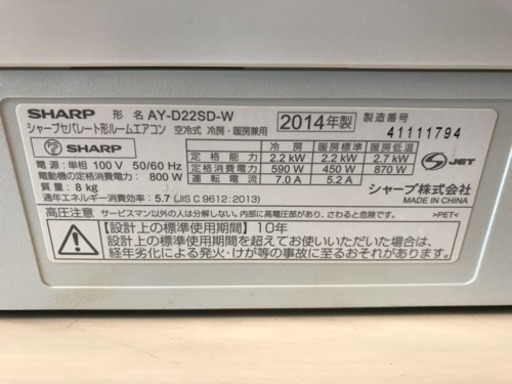 SHARP 形名 AY-D22SD-W 2014年製 製造番号
シャープセパレート形ルームエアコン 空冷式 冷房・暖房兼用 41111794
PS E SHARP
電源:単相 100 V 50/60 Hz
電動機の定格消費電力: 800 W
質量: 8 kg
冷房 暖房標準 暖房低温
定格能力 2.2 kW 2.2 kW 2.7 kW
定格消費電力 590 W 450 W 870 W
運転電流 7.0 A 5.2 A
S JET
シャープ株式会社
MADE IN CHINA
通年エネルギー消費効率: 5.7 (JIS C 9612:2013)
高圧注意 サービスマン以外の人は分解しない。内部に高電圧部があり、さわると危険です。 >PET<
【設計上の標準使用期間】10年
設計上の標準使用期間を超えてお使いいただいた場合は、
経年劣化による発火・けが等の事故に至るおそれがあります。